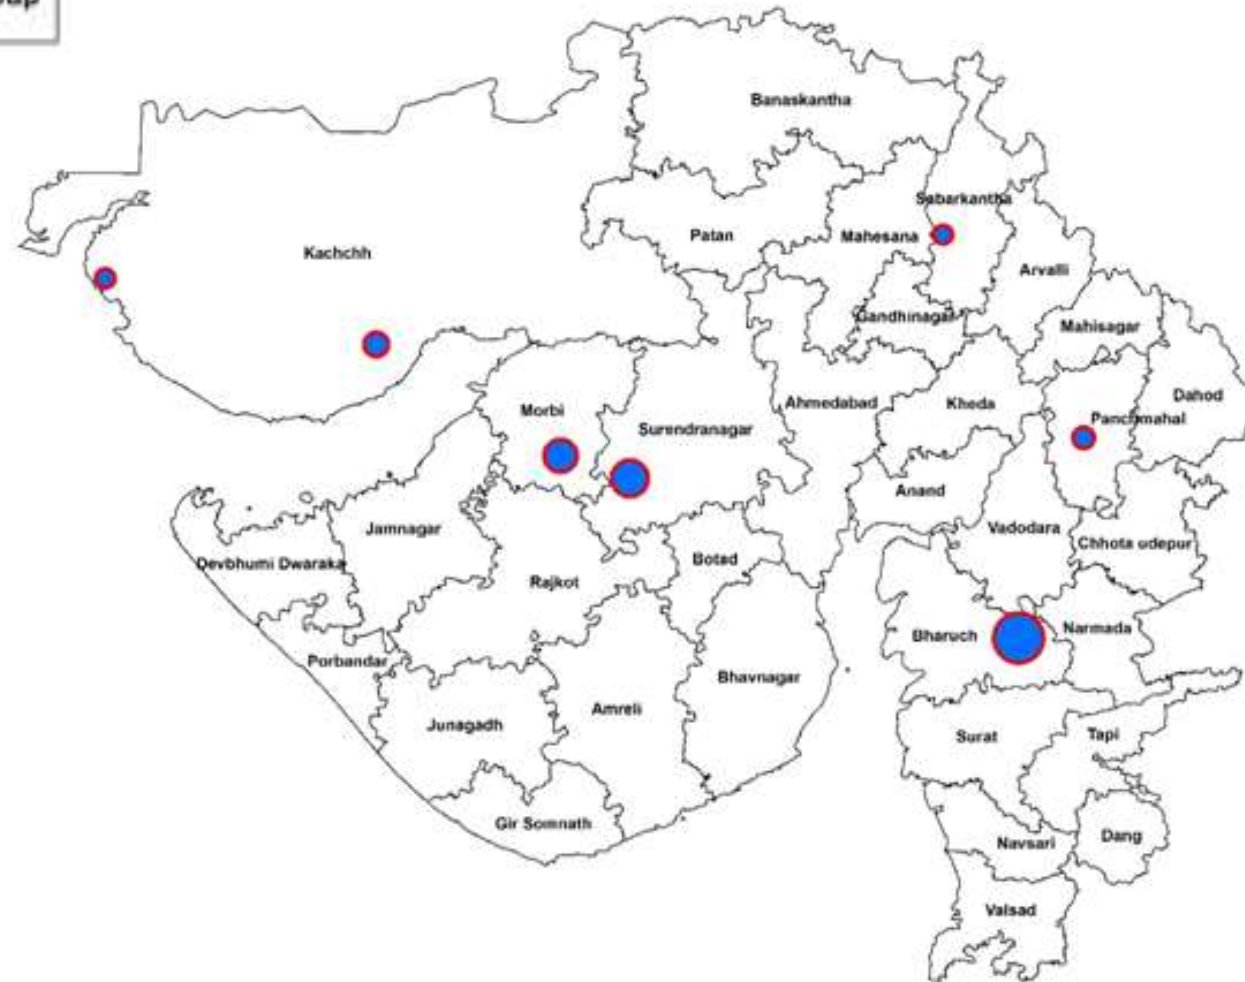 Banaskantha
Sabarkantha
Patan
Mahesana
Kachchh
Arvalli
Gandhinagar
Mahisagar
Dahod
Ahmedabad
Kheda
Morbi
Panchmahal
Surendranagar
Anand
Jamnagar
Vadodara
Chhota udepur
Devbhumi Dwaraka
Botad
Rajkot
Bharuch
Narmada
Porbandar
Bhavnagar
Amreli
Junagadh
Surat
Tapi
Gir Somnath
Dang
Navsari
Valsad